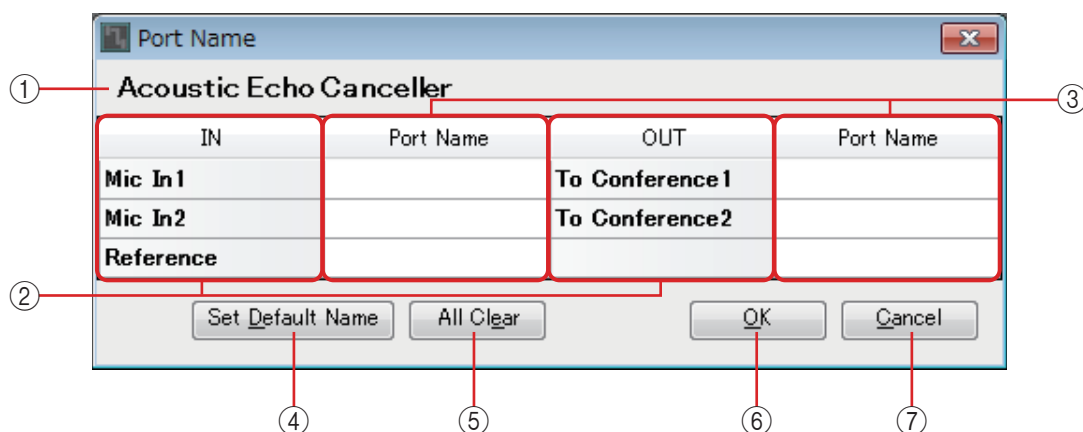 Port Name
① Acoustic Echo Canceller ③
IN Port Name OUT Port Name
Mic In1 To Conference1
Mic In2 To Conference2
Reference
②
Set Default Name All Clear OK Cancel
④ ⑤ ⑥ ⑦